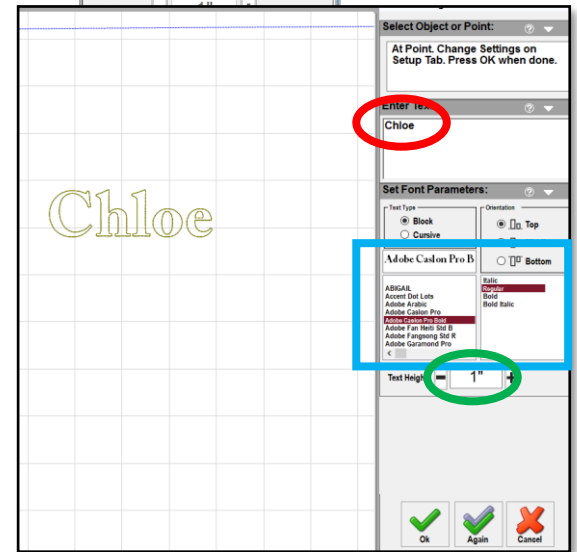 Select Object or Point:
At Point. Change
Settings on
Setup Tab. Press
OK when done.
Enter
Chloe
Chloe
Set Font Parameters:
Text Type
Orientation
Block
Top
Cursive
Adobe Caslon Pro B
Bottom
ABIGAIL
Accent Dot Lots
Adobe Arabic
Adobe Caslon Pro
Adobe Caslon Pro Bold
Adobe Fan Heiti Std B
Adobe Fangsong Std R
Adobe Garamond Pro
Italic
Regular
Bold
Bold Italic
Text Heigh
1"
Ok
Again
Cancel